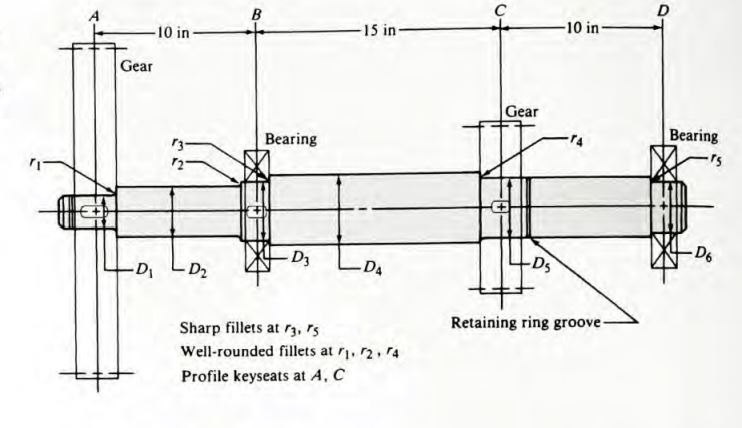 A B C D
10 in 15 in 10 in
Gear
Gear
r3 Bearing r4 Bearing
r1 r2 r5
D1 D2 D3 D4 D5 D6
Sharp fillets at r3, r5
Well-rounded fillets at r1, r2, r4
Profile keyseats at A, C
Retaining ring groove